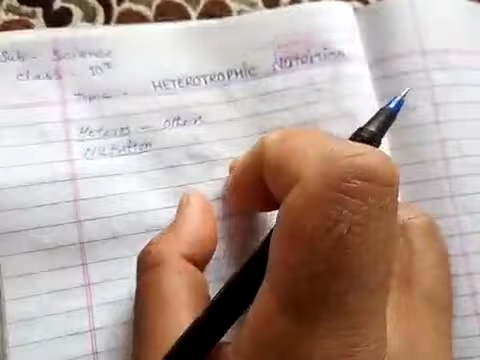 Sub - Science
Class - 10th
Topic - HETEROTROPHIC Nutrition
Heteros - Other
Nutrition